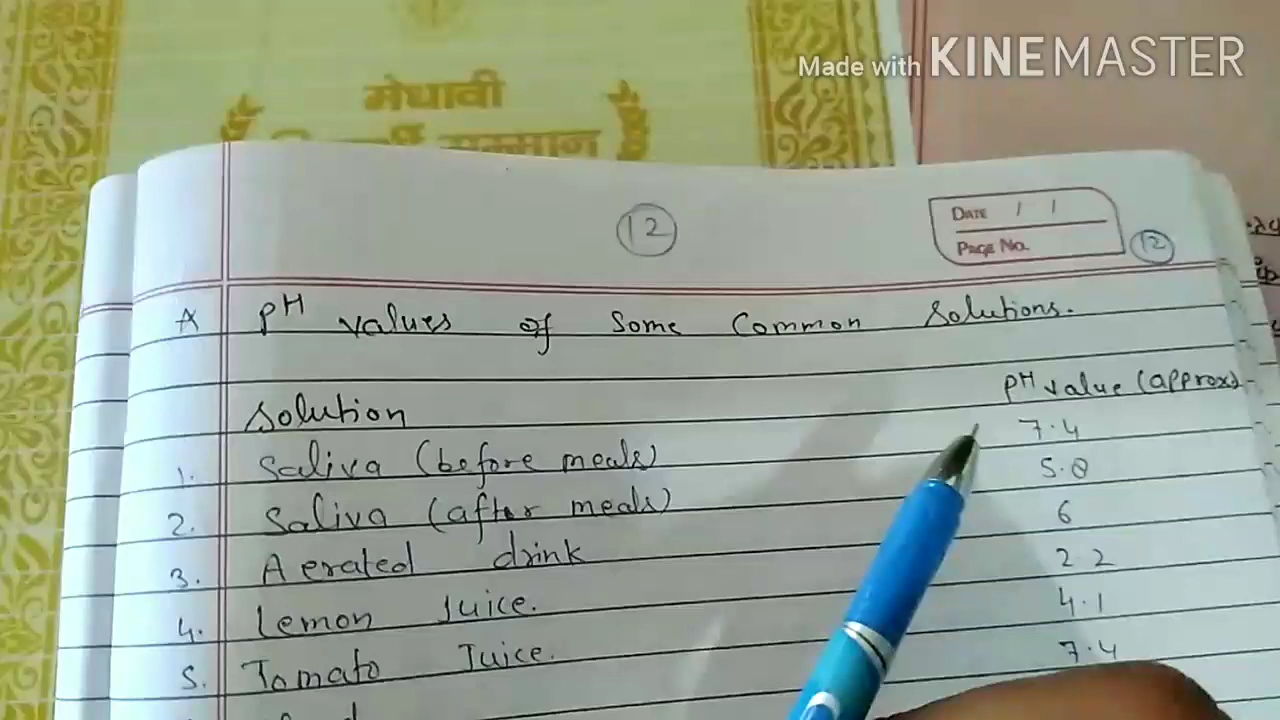 Made with KINEMASTER
मेधावी
सम्मान
12
DATE / /
PAGE No. 12
A PH values of Some Common Solutions.
Solution PH value (approx)
1. Saliva (before meals) 7.4
2. Saliva (after meals) 5.8
3. Aerated drink 6
4. Lemon Juice. 2 2
5. Tomato Juice. 4.1
7.4